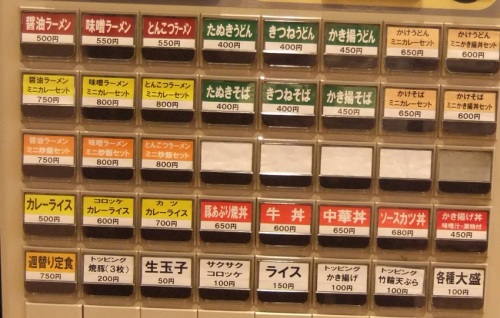 醤油ラーメン
500円
味噌ラーメン
550円
とんこつラーメン
550円
たぬきうどん
400円
きつねうどん
400円
かき揚うどん
450円
かけうどん
ミニカレーセット
650円
かけうどん
ミニかき揚丼セット
600円
醤油ラーメン
ミニカレーセット
750円
味噌ラーメン
ミニカレーセット
800円
とんこつラーメン
ミニカレーセット
800円
たぬきそば
400円
きつねそば
400円
かき揚そば
450円
かけそば
ミニカレーセット
650円
かけそば
ミニかき揚丼セット
600円
醤油ラーメン
ミニ炒飯セット
750円
味噌ラーメン
ミニ炒飯セット
800円
とんこつラーメン
ミニ炒飯セット
800円
カレーライス
500円
コロッケ
カレーライス
600円
カツ
カレーライス
700円
豚あぶり焼丼
650円
牛丼
600円
中華丼
650円
ソースカツ丼
680円
かき揚げ丼
味噌汁・漬物付
450円
週替り定食
750円
トッピング
焼豚(3枚)
200円
生玉子
50円
サクサク
コロッケ
100円
ライス
150円
トッピング
かき揚げ
100円
トッピング
竹輪天ぷら
100円
各種大盛
100円